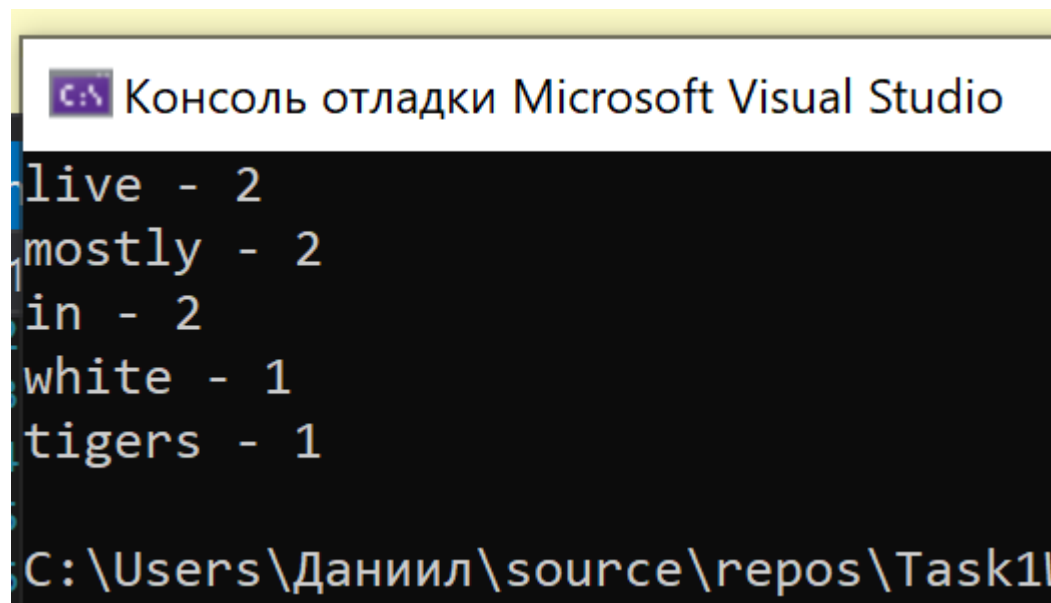 Консоль отладки Microsoft Visual Studio
live - 2
mostly - 2
in - 2
white - 1
tigers - 1
C:\Users\Даниил\source\repos\Task1